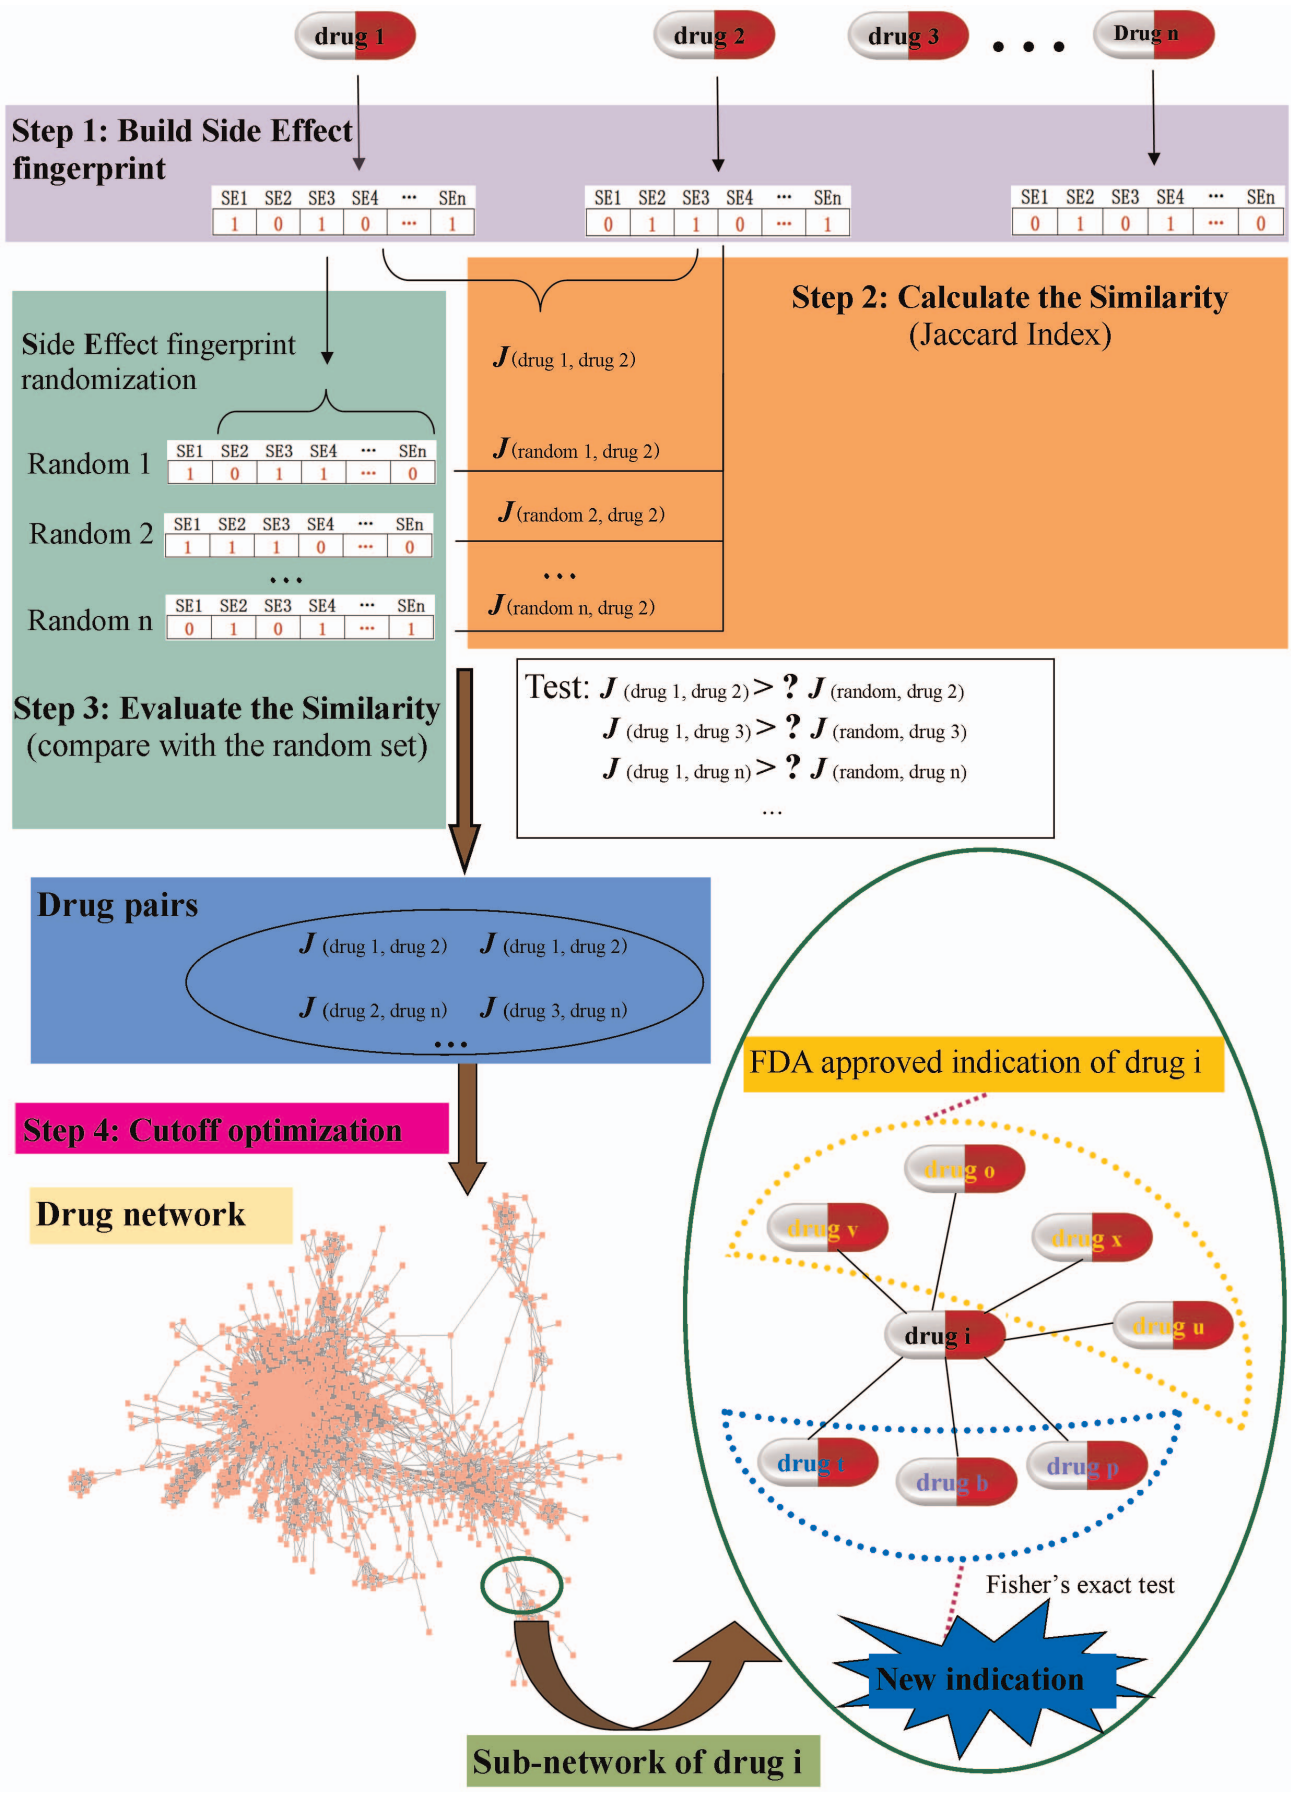 drug 1
drug 2
drug 3
...
Drug n
Step 1: Build Side Effect
fingerprint
SE1 SE2 SE3 SE4 ... SEn
1 0 1 0 ... 1
SE1 SE2 SE3 SE4 ... SEn
0 1 1 0 ... 1
SE1 SE2 SE3 SE4 ... SEn
0 1 0 1 ... 0
Step 2: Calculate the Similarity
(Jaccard Index)
J(drug 1, drug 2)
J(random 1, drug 2)
J(random 2, drug 2)
...
J(random n, drug 2)
Side Effect fingerprint
randomization
Random 1
SE1 SE2 SE3 SE4 ... SEn
1 0 1 1 ... 0
Random 2
SE1 SE2 SE3 SE4 ... SEn
1 1 1 0 ... 0
...
Random n
SE1 SE2 SE3 SE4 ... SEn
0 1 0 1 ... 1
Step 3: Evaluate the Similarity
(compare with the random set)
Test: J (drug 1, drug 2) > ? J (random, drug 2)
J (drug 1, drug 3) > ? J (random, drug 3)
J (drug 1, drug n) > ? J (random, drug n)
...
Drug pairs
J (drug 1, drug 2) J (drug 1, drug 2)
J (drug 2, drug n) J (drug 3, drug n)
...
Step 4: Cutoff optimization
Drug network
FDA approved indication of drug i
drug o
drug v
drug x
drug u
drug i
drug t
drug b
drug p
Fisher's exact test
New indication
Sub-network of drug i